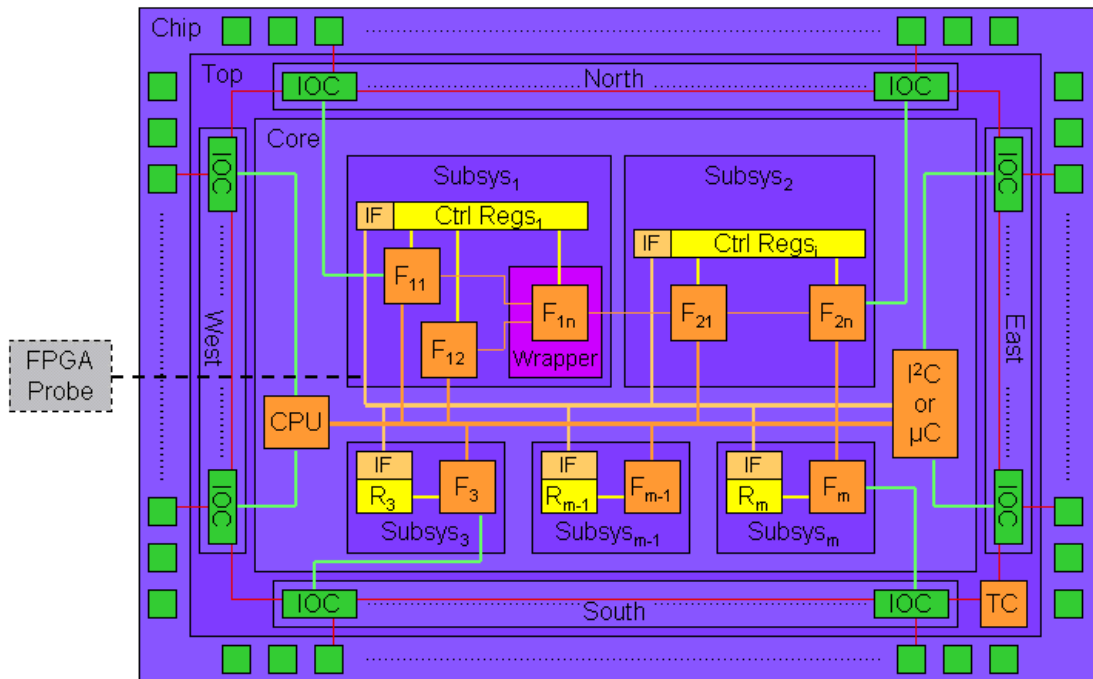 Chip
Top
IOC
North
IOC
Core
IOC
IOC
Subsys1
Subsys2
IF
Ctrl Regs1
IF
Ctrl Regsi
F11
F12
F1n
Wrapper
F21
F2n
West
East
FPGA
Probe
CPU
I²C
or
µC
IF
R3
F3
Subsys3
IF
Rm-1
Fm-1
Subsysm-1
IF
Rm
Fm
Subsysm
IOC
IOC
IOC
South
IOC
TC